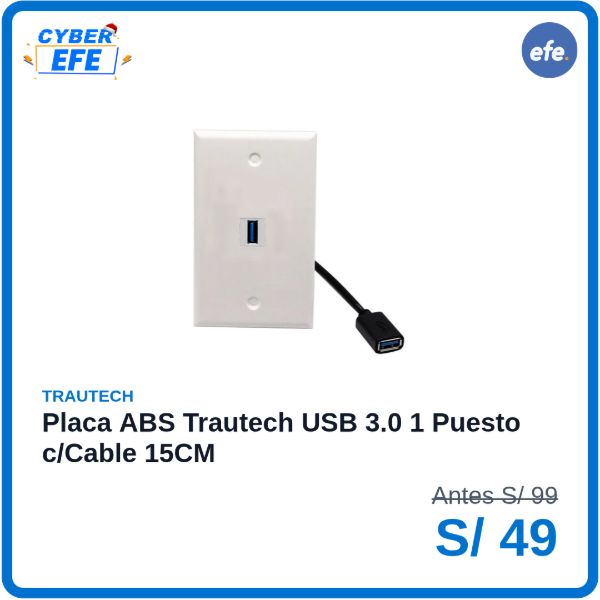 CYBER
EFE
efe.
TRAUTECH
Placa ABS Trautech USB 3.0 1 Puesto
c/Cable 15CM
Antes S/ 99
S/ 49